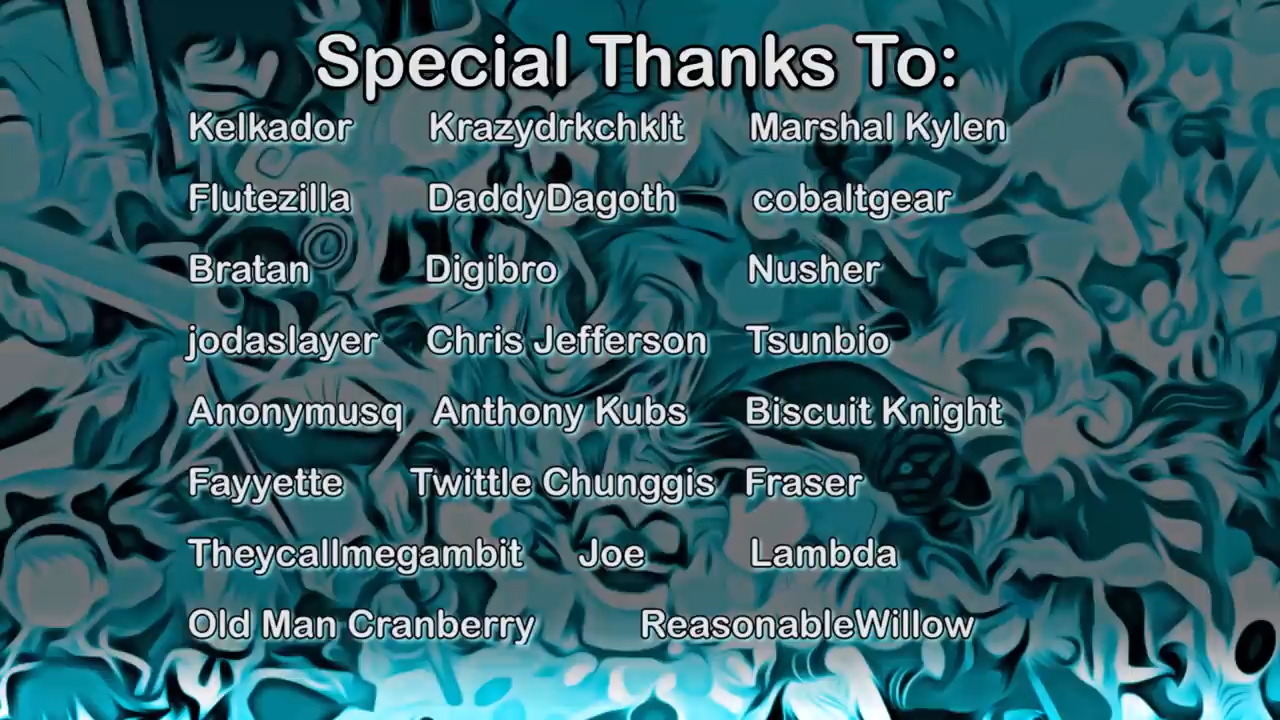 Special Thanks To:
Kelkador Krazydrkchklt Marshal Kylen
Flutezilla DaddyDagoth cobaltgear
Bratan Digibro Nusher
jodaslayer Chris Jefferson Tsunbio
Anonymusq Anthony Kubs Biscuit Knight
Fayyette Twittle Chunggis Fraser
Theycallmegambit Joe Lambda
Old Man Cranberry ReasonableWillow